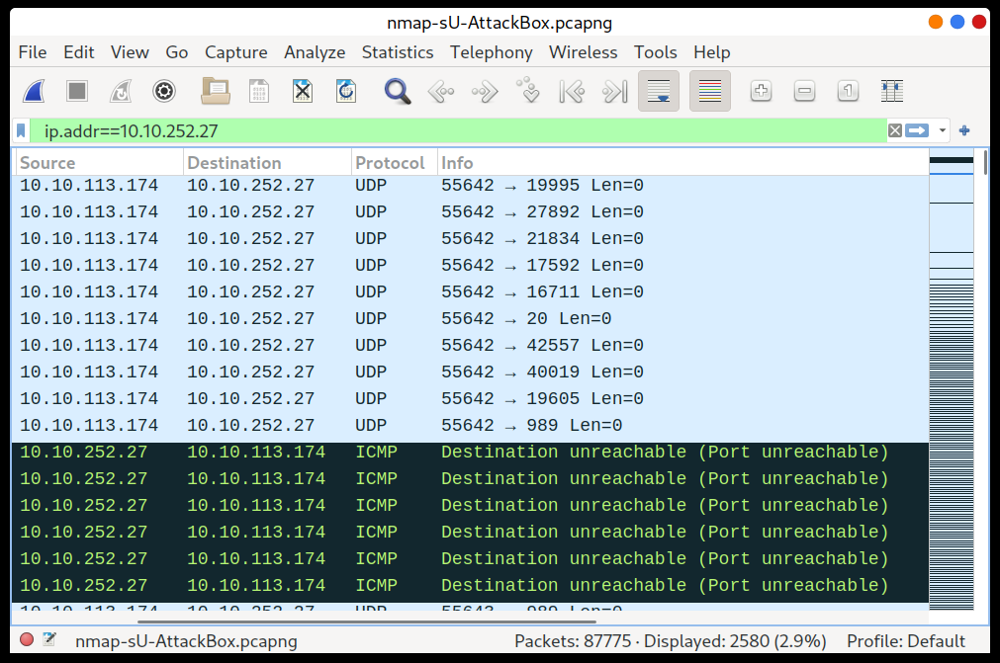 nmap-sU-AttackBox.pcapng
File Edit View Go Capture Analyze Statistics Telephony Wireless Tools Help
ip.addr==10.10.252.27
Source Destination Protocol Info
10.10.113.174 10.10.252.27 UDP 55642 → 19995 Len=0
10.10.113.174 10.10.252.27 UDP 55642 → 27892 Len=0
10.10.113.174 10.10.252.27 UDP 55642 → 21834 Len=0
10.10.113.174 10.10.252.27 UDP 55642 → 17592 Len=0
10.10.113.174 10.10.252.27 UDP 55642 → 16711 Len=0
10.10.113.174 10.10.252.27 UDP 55642 → 20 Len=0
10.10.113.174 10.10.252.27 UDP 55642 → 42557 Len=0
10.10.113.174 10.10.252.27 UDP 55642 → 40019 Len=0
10.10.113.174 10.10.252.27 UDP 55642 → 19605 Len=0
10.10.113.174 10.10.252.27 UDP 55642 → 989 Len=0
10.10.252.27 10.10.113.174 ICMP Destination unreachable (Port unreachable)
10.10.252.27 10.10.113.174 ICMP Destination unreachable (Port unreachable)
10.10.252.27 10.10.113.174 ICMP Destination unreachable (Port unreachable)
10.10.252.27 10.10.113.174 ICMP Destination unreachable (Port unreachable)
10.10.252.27 10.10.113.174 ICMP Destination unreachable (Port unreachable)
10.10.252.27 10.10.113.174 ICMP Destination unreachable (Port unreachable)
nmap-sU-AttackBox.pcapng Packets: 87775 · Displayed: 2580 (2.9%) Profile: Default